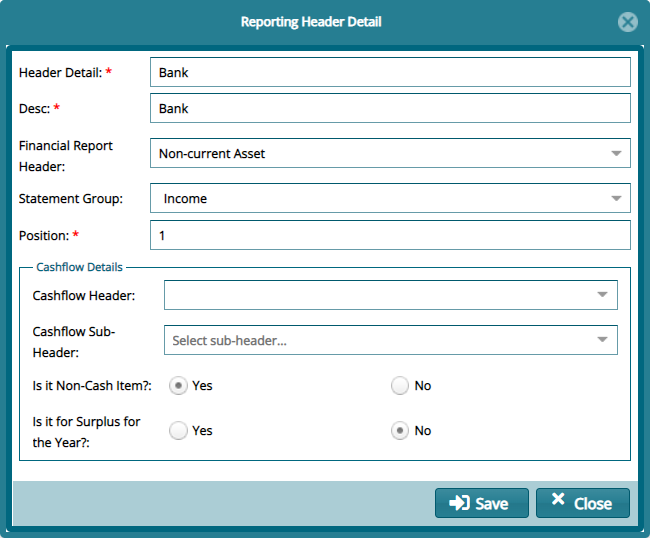 Reporting Header Detail
Header Detail: * Bank
Desc: * Bank
Financial Report
Header: Non-current Asset
Statement Group: Income
Position: * 1
Cashflow Details
Cashflow Header:
Cashflow Sub-
Header: Select sub-header...
Is it Non-Cash Item?: Yes No
Is it for Surplus for
the Year?: Yes No
Save Close